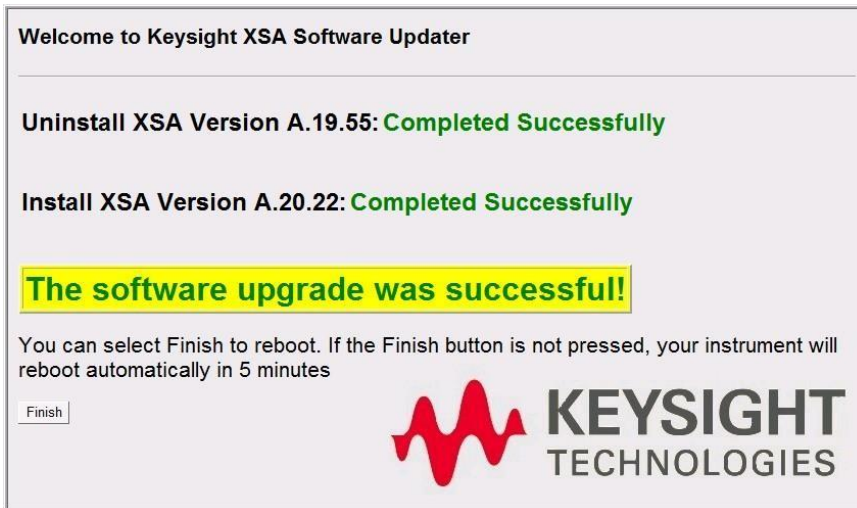 Welcome to Keysight XSA Software Updater
Uninstall XSA Version A.19.55: Completed Successfully
Install XSA Version A.20.22: Completed Successfully
The software upgrade was successful!
You can select Finish to reboot. If the Finish button is not pressed, your instrument will
reboot automatically in 5 minutes
Finish
KEYSIGHT
TECHNOLOGIES